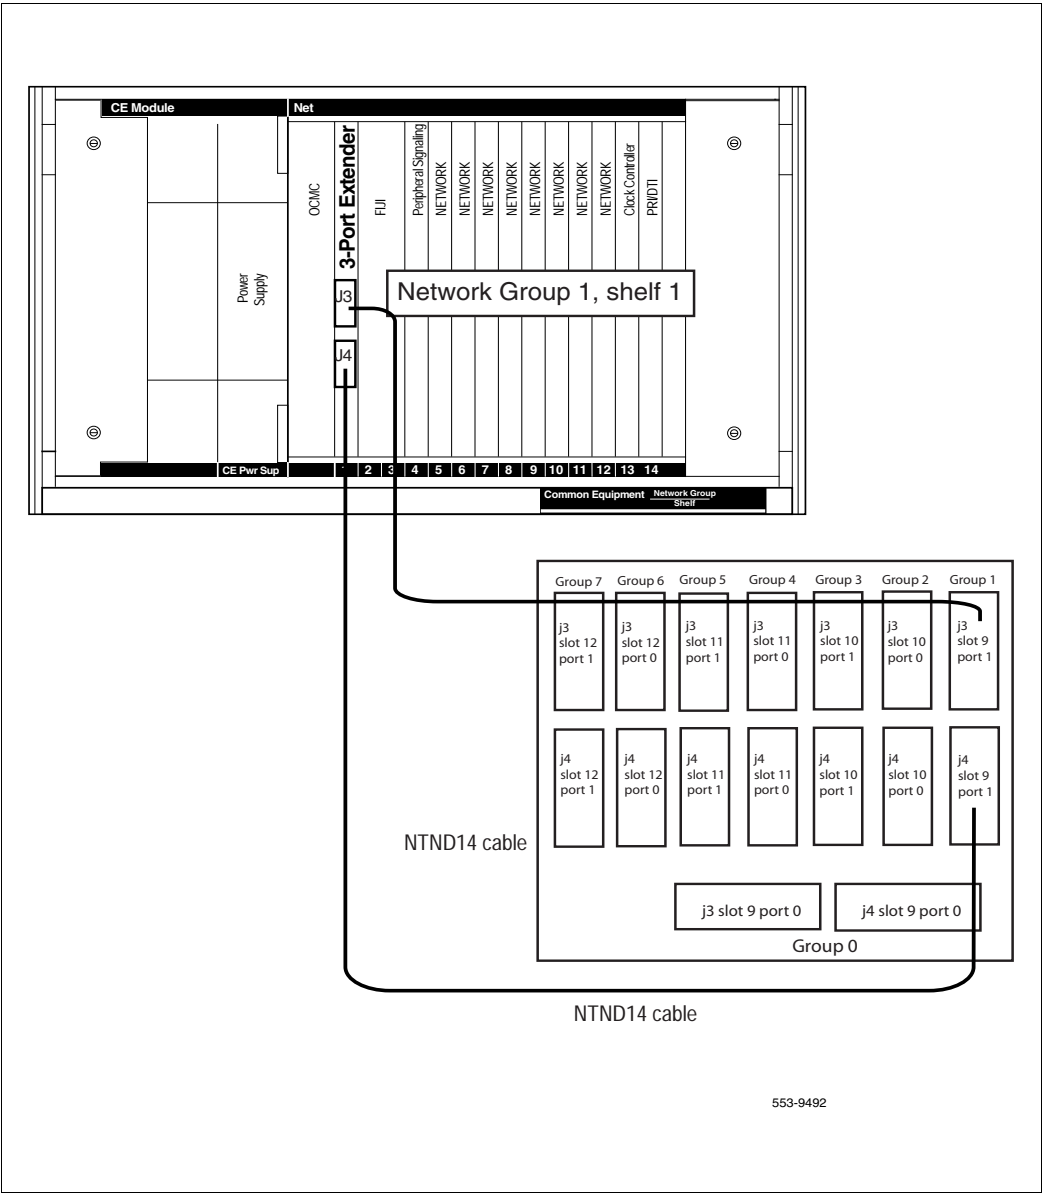 CE Module
Net
OCMC
3-Port Extender
FIJI
Peripheral Signaling
NETWORK
NETWORK
NETWORK
NETWORK
NETWORK
NETWORK
NETWORK
NETWORK
Clock Controller
PRI/DTI
Power
Supply
J3
Network Group 1, shelf 1
J4
CE Pwr Sup
1 2 3 4 5 6 7 8 9 10 11 12 13 14
Common Equipment
Network Group
Shelf
Group 7 Group 6 Group 5 Group 4 Group 3 Group 2 Group 1
j3
slot 12
port 1
j3
slot 12
port 0
j3
slot 11
port 1
j3
slot 11
port 0
j3
slot 10
port 1
j3
slot 10
port 0
j3
slot 9
port 1
j4
slot 12
port 1
j4
slot 12
port 0
j4
slot 11
port 1
j4
slot 11
port 0
j4
slot 10
port 1
j4
slot 10
port 0
j4
slot 9
port 1
NTND14 cable
j3 slot 9 port 0
j4 slot 9 port 0
Group 0
NTND14 cable
553-9492